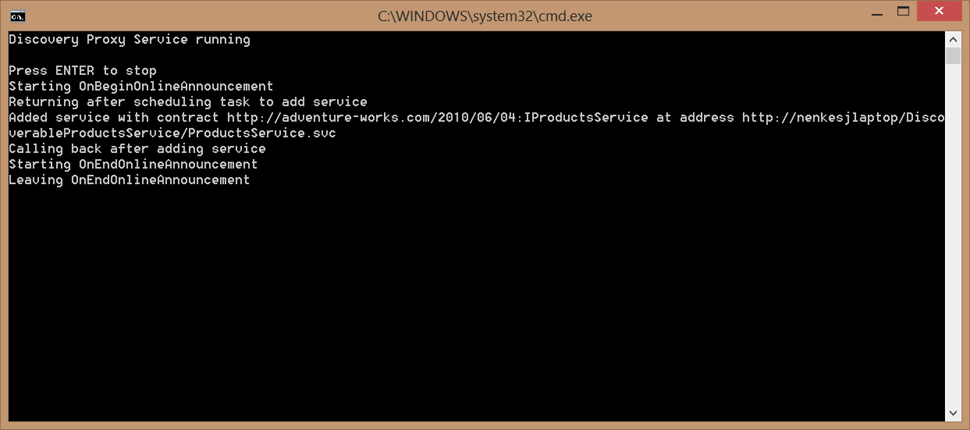 C:\WINDOWS\system32\cmd.exe
Discovery Proxy Service running
Press ENTER to stop
Starting OnBeginOnlineAnnouncement
Returning after scheduling task to add service
Added service with contract http://adventure-works.com/2010/06/04:IProductsService at address http://nenkesjlaptop/Disco
verableProductsService/ProductsService.svc
Calling back after adding service
Starting OnEndOnlineAnnouncement
Leaving OnEndOnlineAnnouncement